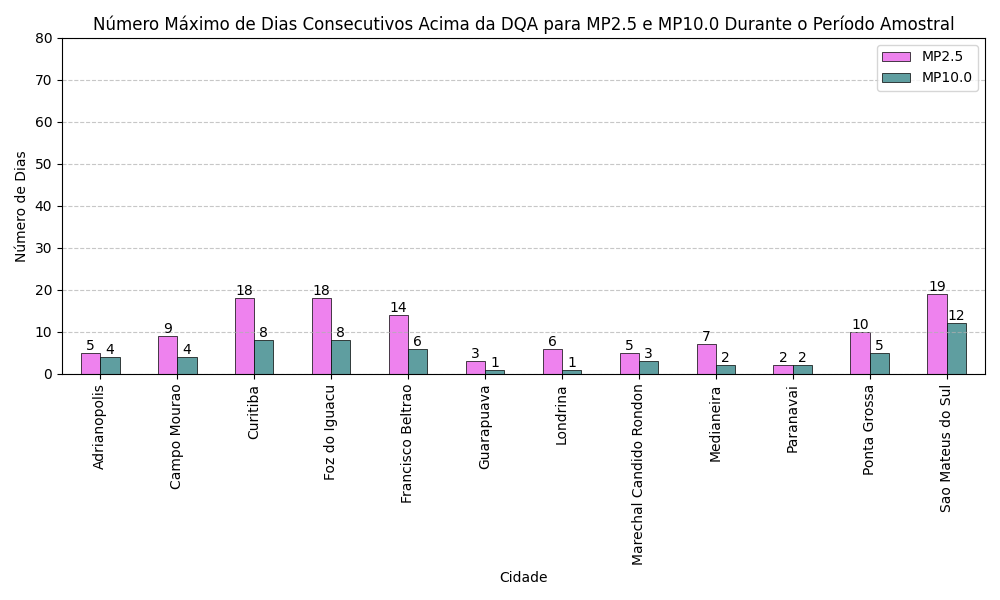 Número Máximo de Dias Consecutivos Acima da DQA para MP2.5 e MP10.0 Durante o Período Amostral
MP2.5
MP10.0
Número de Dias
80
70
60
50
40
30
20
10
0
5 4 9 4 18 8 18 8 14 6 3 1 6 1 5 3 7 2 2 2 10 5 19 12
Adrianopolis
Campo Mourao
Curitiba
Foz do Iguacu
Francisco Beltrao
Guarapuava
Londrina
Marechal Candido Rondon
Medianeira
Paranavai
Ponta Grossa
Sao Mateus do Sul
Cidade